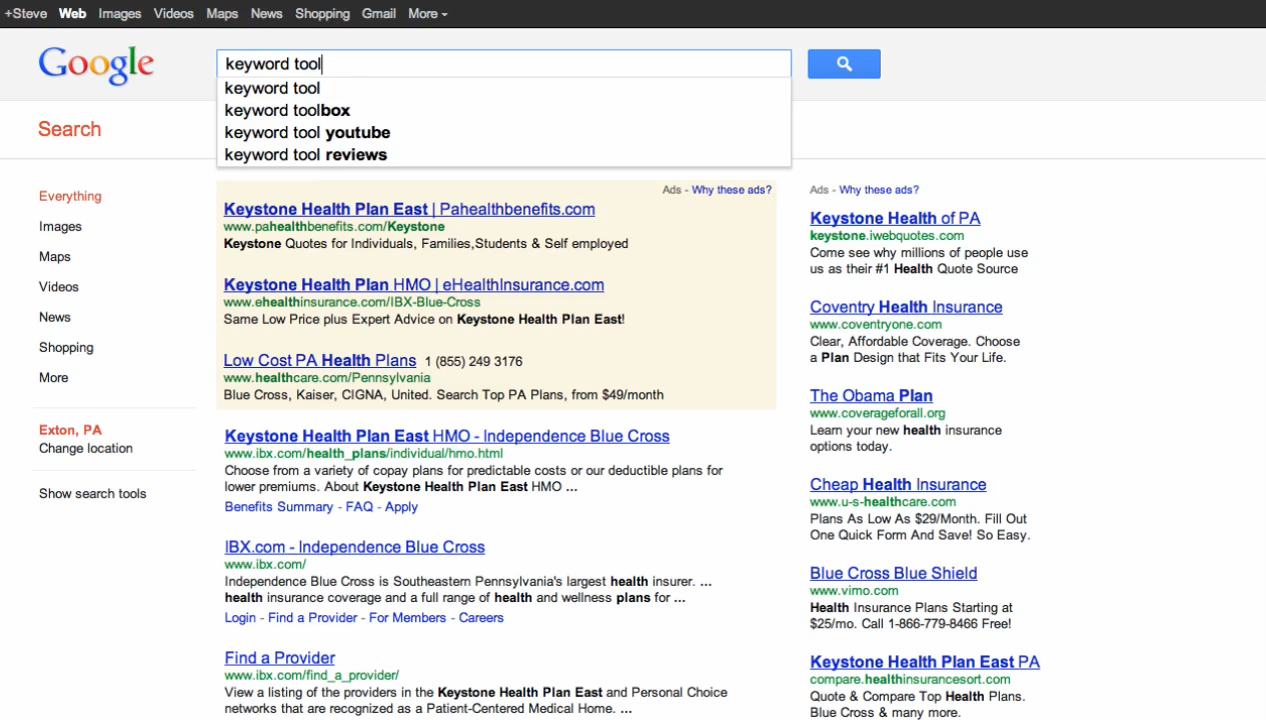 +Steve Web Images Videos Maps News Shopping Gmail More
Google
keyword tool
keyword tool
keyword toolbox
keyword tool youtube
keyword tool reviews
Search
Everything
Images
Maps
Videos
News
Shopping
More
Exton, PA
Change location
Show search tools
Ads - Why these ads?
Keystone Health Plan East | Pahealthbenefits.com
www.pahealthbenefits.com/Keystone
Keystone Quotes for Individuals, Families,Students & Self employed
Keystone Health Plan HMO | eHealthInsurance.com
www.ehealthinsurance.com/IBX-Blue-Cross
Same Low Price plus Expert Advice on Keystone Health Plan East!
Low Cost PA Health Plans 1 (855) 249 3176
www.healthcare.com/Pennsylvania
Blue Cross, Kaiser, CIGNA, United. Search Top PA Plans, from $49/month
Keystone Health Plan East HMO - Independence Blue Cross
www.ibx.com/health_plans/individual/hmo.html
Choose from a variety of copay plans for predictable costs or our deductible plans for
lower premiums. About Keystone Health Plan East HMO ...
Benefits Summary - FAQ - Apply
IBX.com - Independence Blue Cross
www.ibx.com/
Independence Blue Cross is Southeastern Pennsylvania's largest health insurer. ...
health insurance coverage and a full range of health and wellness plans for ...
Login - Find a Provider - For Members - Careers
Find a Provider
www.ibx.com/find_a_provider/
View a listing of the providers in the Keystone Health Plan East and Personal Choice
networks that are recognized as a Patient-Centered Medical Home. ...
Ads - Why these ads?
Keystone Health of PA
keystone.iwebquotes.com
Come see why millions of people use
us as their #1 Health Quote Source
Coventry Health Insurance
www.coventryone.com
Clear, Affordable Coverage. Choose
a Plan Design that Fits Your Life.
The Obama Plan
www.coverageforall.org
Learn your new health insurance
options today.
Cheap Health Insurance
www.u-s-healthcare.com
Plans As Low As $29/Month. Fill Out
One Quick Form And Save! So Easy.
Blue Cross Blue Shield
www.vimo.com
Health Insurance Plans Starting at
$25/mo. Call 1-866-779-8466 Free!
Keystone Health Plan East PA
compare.healthinsurancesort.com
Quote & Compare Top Health Plans.
Blue Cross & many more.